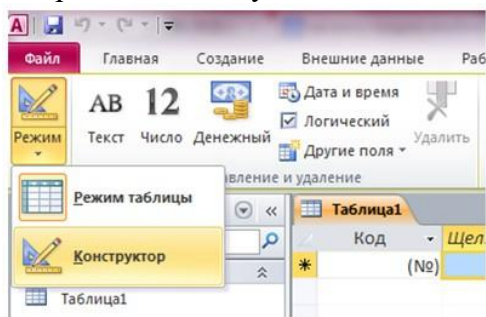 Файл Главная Создание Внешние данные Раб
АВ 12
Режим Текст Число Денежный
Дата и время
Логический
Другие поля
Удалить
вление и удаление
Режим таблицы
Конструктор
Таблица1
Таблица1
Код Щел
(№)